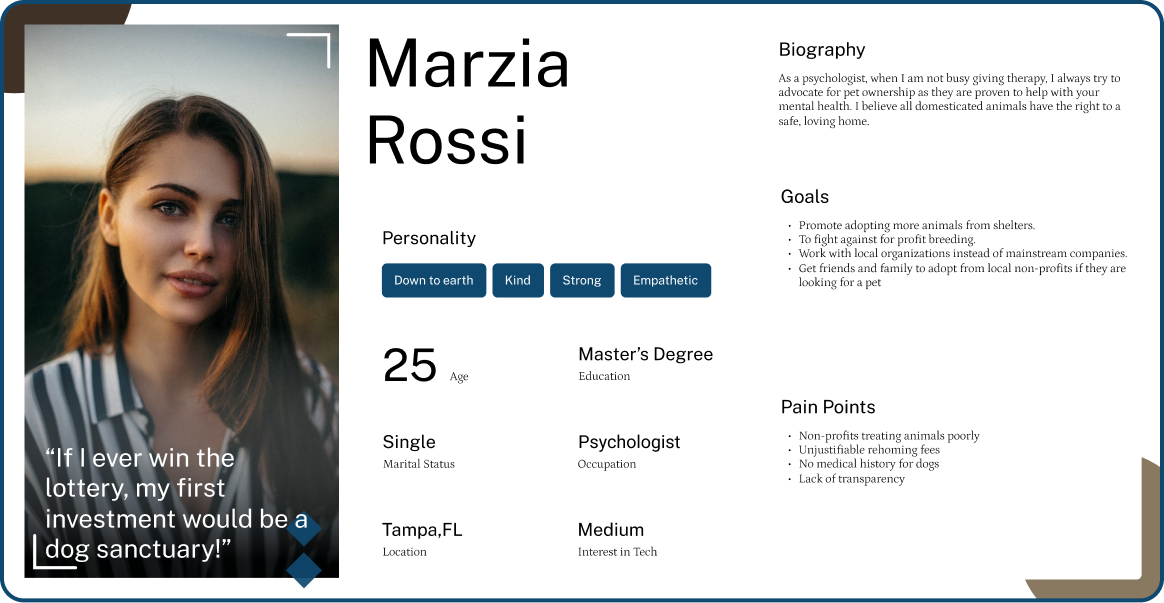 Marzia
Rossi
“If I ever win the
lottery, my first
investment would be a
dog sanctuary!”
Personality
Down to earth
Kind
Strong
Empathetic
25 Age
Master’s Degree
Education
Single
Marital Status
Psychologist
Occupation
Tampa,FL
Location
Medium
Interest in Tech
Biography
As a psychologist, when I am not busy giving therapy, I always try to
advocate for pet ownership as they are proven to help with your
mental health. I believe all domesticated animals have the right to a
safe, loving home.
Goals
• Promote adopting more animals from shelters.
• To fight against for profit breeding.
• Work with local organizations instead of mainstream companies.
• Get friends and family to adopt from local non-profits if they are
looking for a pet
Pain Points
• Non-profits treating animals poorly
• Unjustifiable rehoming fees
• No medical history for dogs
• Lack of transparency